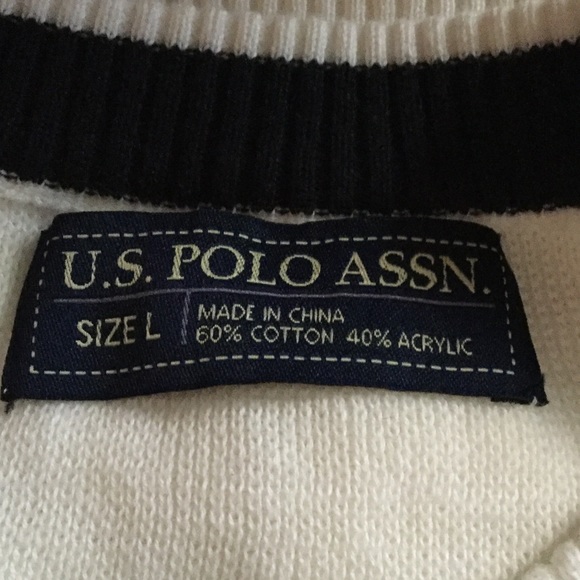 U.S. POLO ASSN.
SIZE L
MADE IN CHINA
60% COTTON 40% ACRYLIC